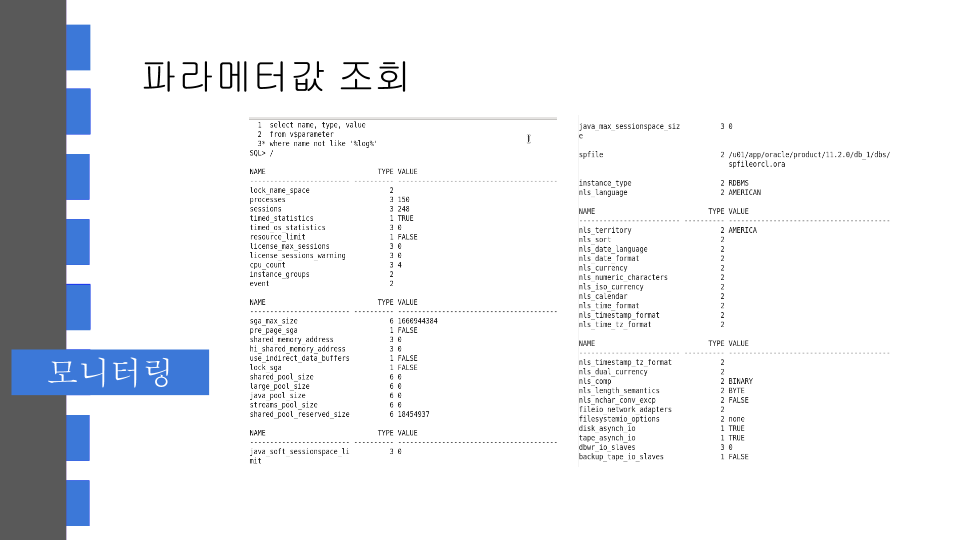 파라메터값 조회
모니터링
1 select name, type, value
2 from v$parameter
3* where name not like '%log%'
SQL> /
NAME TYPE VALUE
------------------------------------ ----------- ------------------------------
lock_name_space 2
processes 3 150
sessions 3 248
timed_statistics 1 TRUE
timed_os_statistics 3 0
resource_limit 1 FALSE
license_max_sessions 3 0
license_sessions_warning 3 0
cpu_count 3 4
instance_groups 2
event 2
NAME TYPE VALUE
------------------------------------ ----------- ------------------------------
sga_max_size 6 1660944384
pre_page_sga 1 FALSE
shared_memory_address 3 0
hi_shared_memory_address 3 0
use_indirect_data_buffers 1 FALSE
lock_sga 1 FALSE
shared_pool_size 6 0
large_pool_size 6 0
java_pool_size 6 0
streams_pool_size 6 0
shared_pool_reserved_size 6 18454937
NAME TYPE VALUE
------------------------------------ ----------- ------------------------------
java_soft_sessionspace_li 3 0
mit
java_max_sessionspace_siz 3 0
e
spfile 2 /u01/app/oracle/product/11.2.0/db_1/dbs/
spfileorcl.ora
instance_type 2 RDBMS
nls_language 2 AMERICAN
NAME TYPE VALUE
------------------------------------ ----------- ------------------------------
nls_territory 2 AMERICA
nls_sort 2
nls_date_language 2
nls_date_format 2
nls_currency 2
nls_numeric_characters 2
nls_iso_currency 2
nls_calendar 2
nls_time_format 2
nls_timestamp_format 2
nls_time_tz_format 2
NAME TYPE VALUE
------------------------------------ ----------- ------------------------------
nls_timestamp_tz_format 2
nls_dual_currency 2
nls_comp 2 BINARY
nls_length_semantics 2 BYTE
nls_nchar_conv_excp 2 FALSE
fileio_network_adapters 2
filesystemio_options 2 none
disk_asynch_io 1 TRUE
tape_asynch_io 1 TRUE
dbwr_io_slaves 3 0
backup_tape_io_slaves 1 FALSE